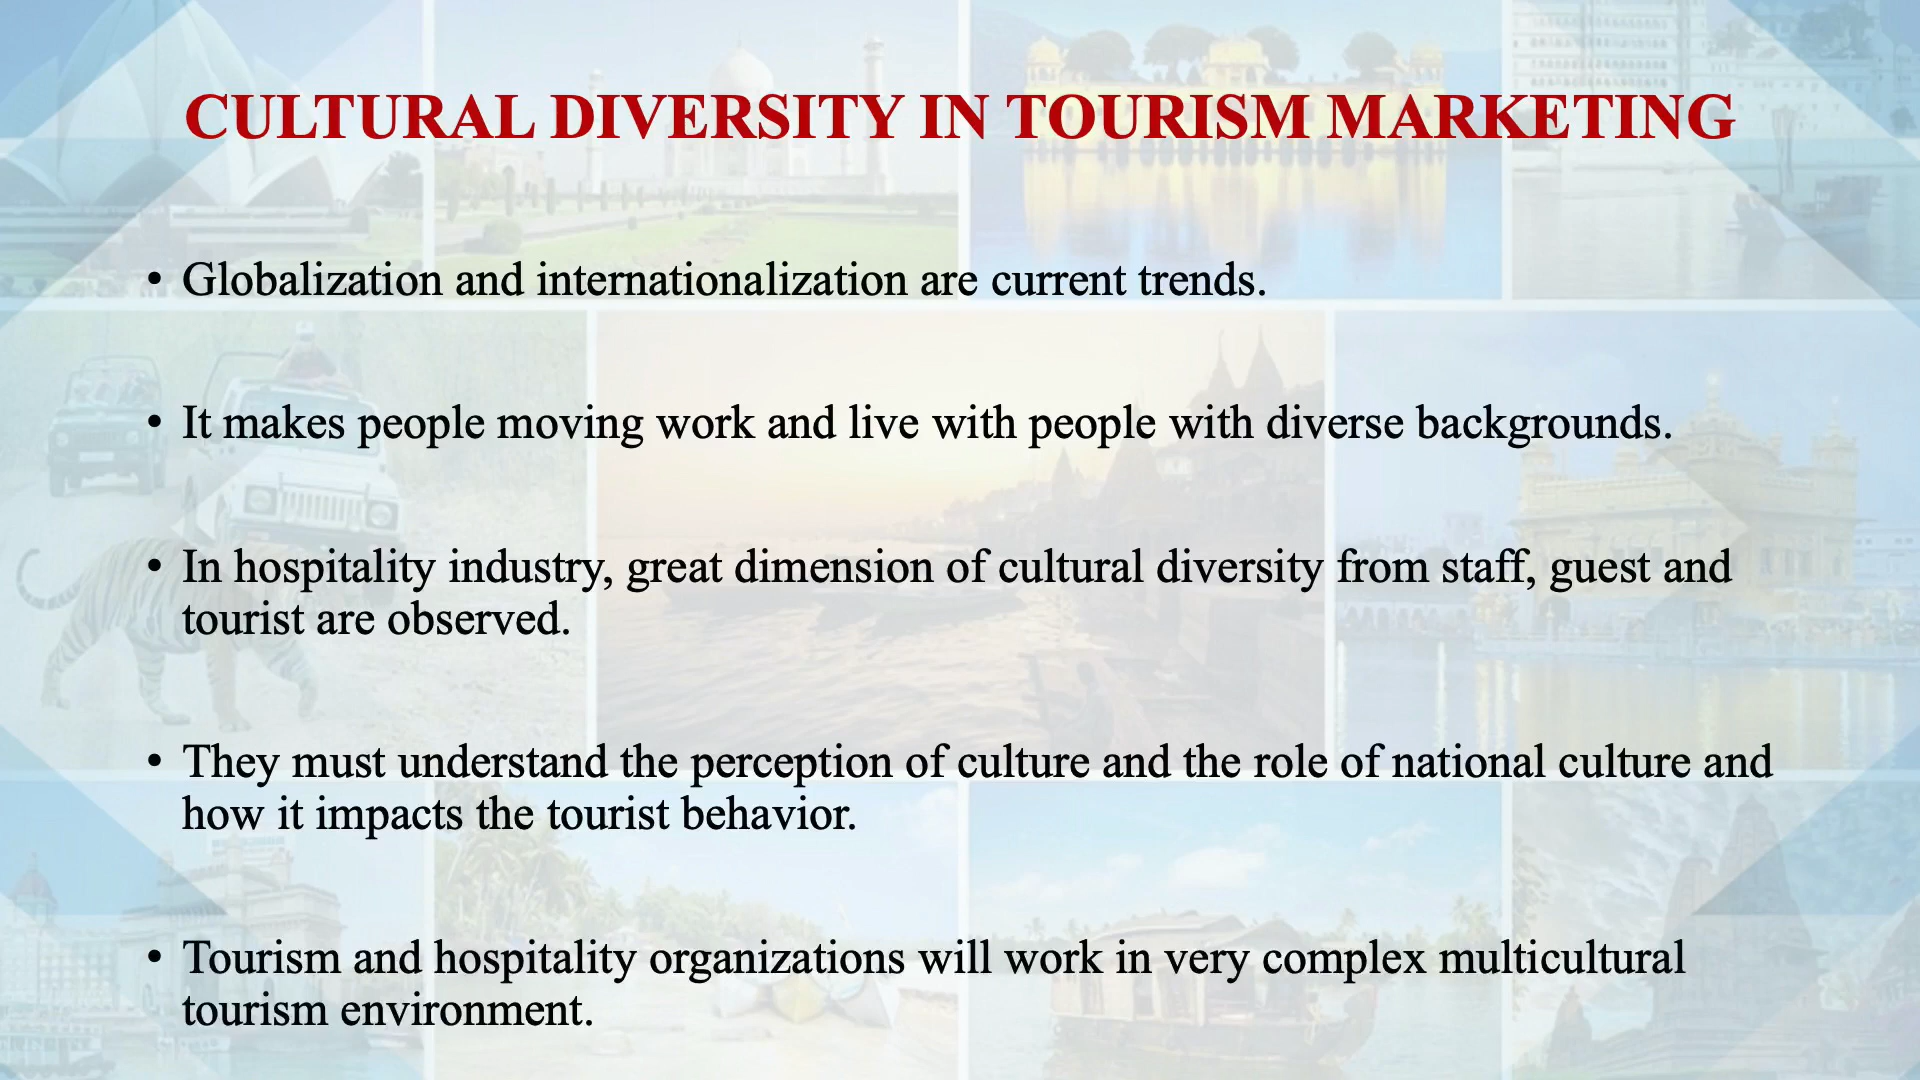 CULTURAL DIVERSITY IN TOURISM MARKETING
• Globalization and internationalization are current trends.
• It makes people moving work and live with people with diverse backgrounds.
• In hospitality industry, great dimension of cultural diversity from staff, guest and
tourist are observed.
• They must understand the perception of culture and the role of national culture and
how it impacts the tourist behavior.
• Tourism and hospitality organizations will work in very complex multicultural
tourism environment.